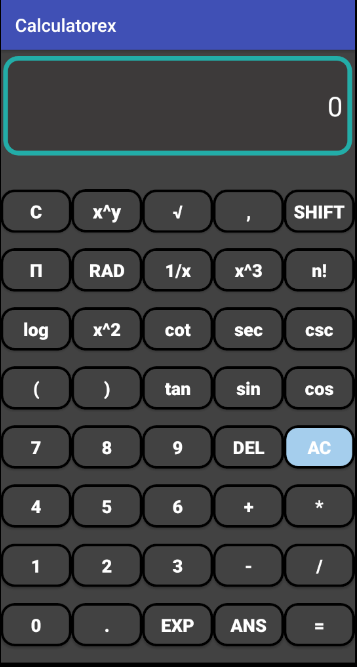 Calculatorex
0
C x^y √ , SHIFT
Π RAD 1/x x^3 n!
log x^2 cot sec csc
( ) tan sin cos
7 8 9 DEL AC
4 5 6 + *
1 2 3 - /
0 . EXP ANS =